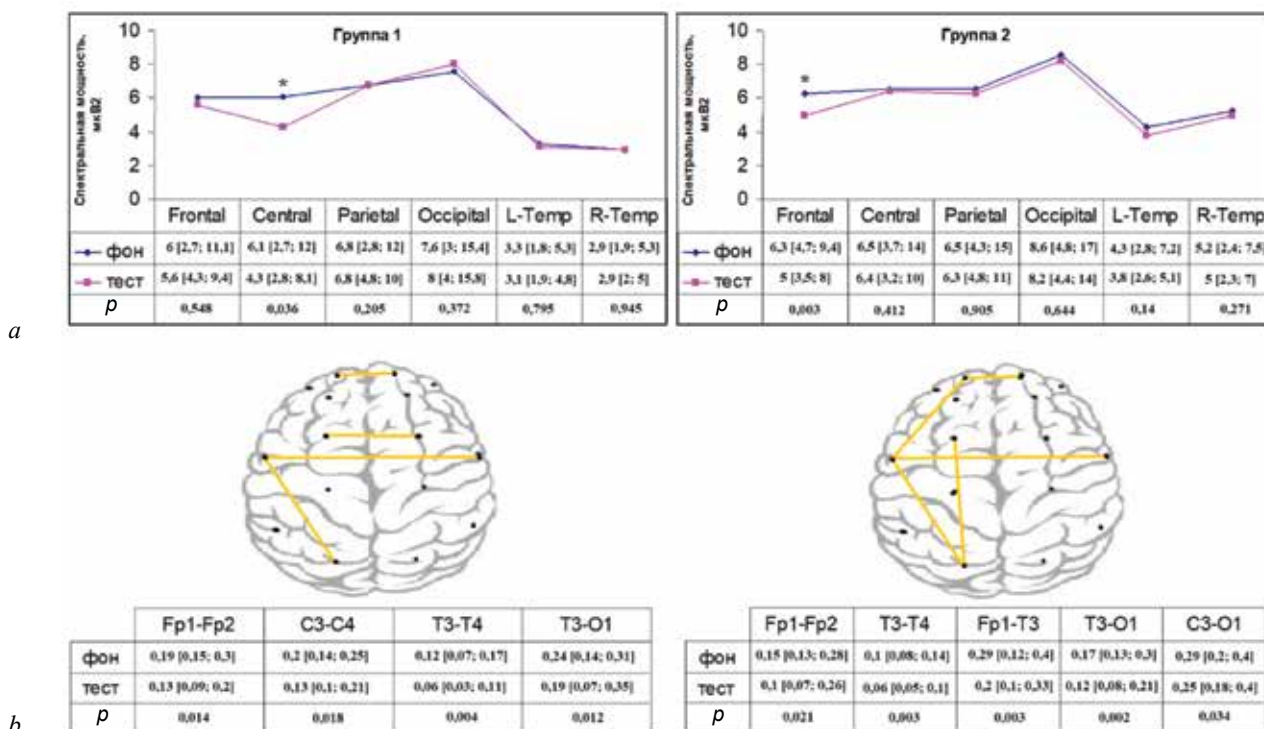 Группа 1
Спектральная мощность, мкВ2
10
8
6
4
2
0
*
Frontal Central Parietal Occipital L-Temp R-Temp
фон 6 [2,7; 11,1] 6,1 [2,7; 12] 6,8 [2,8; 12] 7,6 [3; 15,4] 3,3 [1,8; 5,3] 2,9 [1,9; 5,3]
тест 5,6 [4,3; 9,4] 4,3 [2,8; 8,1] 6,8 [4,8; 10] 8 [4; 15,8] 3,1 [1,9; 4,8] 2,9 [2; 5]
p 0,548 0,036 0,205 0,372 0,795 0,945
Группа 2
Спектральная мощность, мкВ2
10
8
6
4
2
0
*
Frontal Central Parietal Occipital L-Temp R-Temp
фон 6,3 [4,7; 9,4] 6,5 [3,7; 14] 6,5 [4,3; 15] 8,6 [4,8; 17] 4,3 [2,8; 7,2] 5,2 [2,4; 7,5]
тест 5 [3,5; 8] 6,4 [3,2; 10] 6,3 [4,8; 11] 8,2 [4,4; 14] 3,8 [2,6; 5,1] 5 [2,3; 7]
p 0,003 0,412 0,905 0,644 0,14 0,271
a
Fp1-Fp2 C3-C4 T3-T4 T3-O1
фон 0,19 [0,15; 0,3] 0,2 [0,14; 0,25] 0,12 [0,07; 0,17] 0,24 [0,14; 0,31]
тест 0,13 [0,09; 0,2] 0,13 [0,1; 0,21] 0,06 [0,03; 0,11] 0,19 [0,07; 0,35]
p 0,014 0,018 0,004 0,012
Fp1-Fp2 T3-T4 Fp1-T3 T3-O1 C3-O1
фон 0,15 [0,13; 0,28] 0,1 [0,08; 0,14] 0,29 [0,12; 0,4] 0,17 [0,13; 0,3] 0,29 [0,2; 0,4]
тест 0,1 [0,07; 0,26] 0,06 [0,05; 0,1] 0,2 [0,1; 0,33] 0,12 [0,08; 0,21] 0,25 [0,18; 0,4]
p 0,021 0,003 0,003 0,002 0,034
b